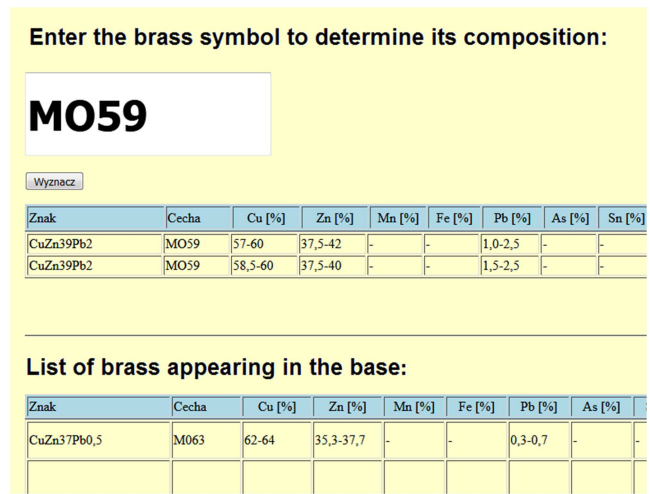 Enter the brass symbol to determine its composition:
MO59
Wyznacz
Znak Cecha Cu [%] Zn [%] Mn [%] Fe [%] Pb [%] As [%] Sn [%]
CuZn39Pb2 MO59 57-60 37,5-42 - - 1,0-2,5 - -
CuZn39Pb2 MO59 58,5-60 37,5-40 - - 1,5-2,5 - -
List of brass appearing in the base:
Znak Cecha Cu [%] Zn [%] Mn [%] Fe [%] Pb [%] As [%]
CuZn37Pb0,5 M063 62-64 35,3-37,7 - - 0,3-0,7 - -